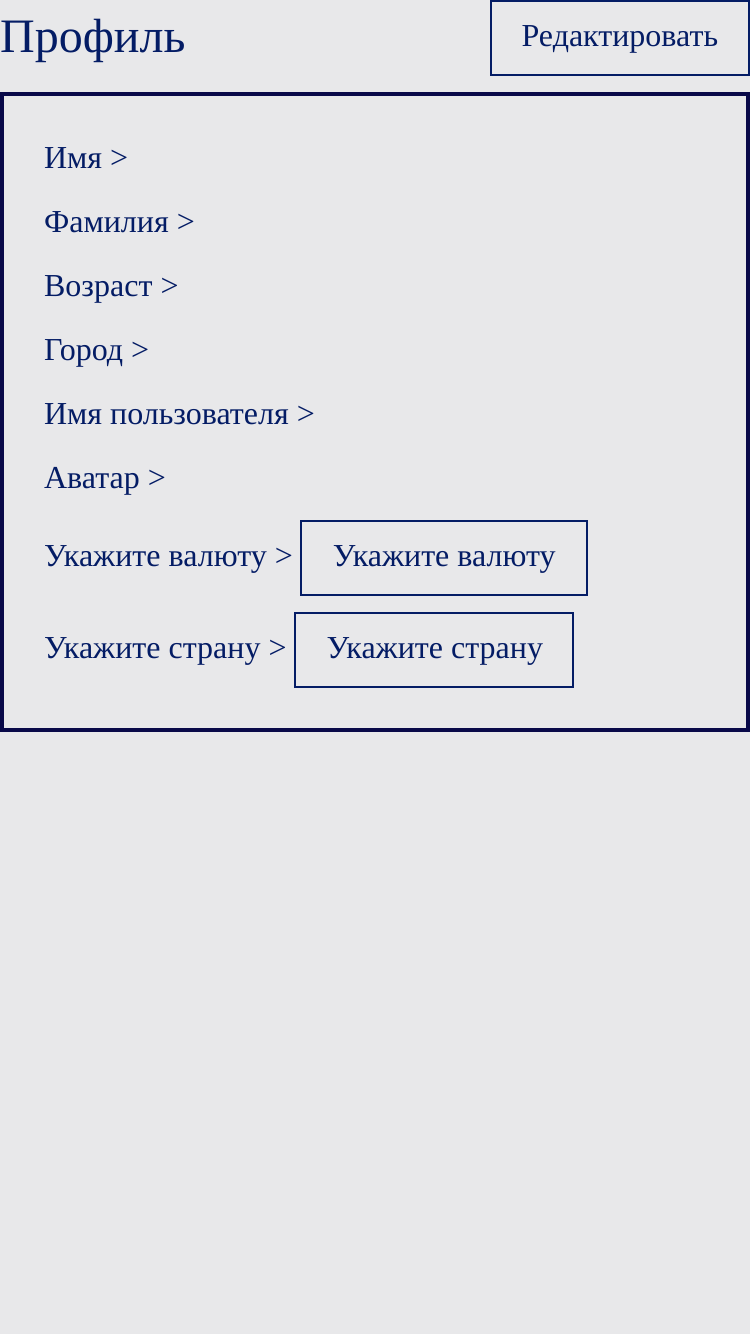 Профиль
Редактировать
Имя >
Фамилия >
Возраст >
Город >
Имя пользователя >
Аватар >
Укажите валюту > Укажите валюту
Укажите страну > Укажите страну